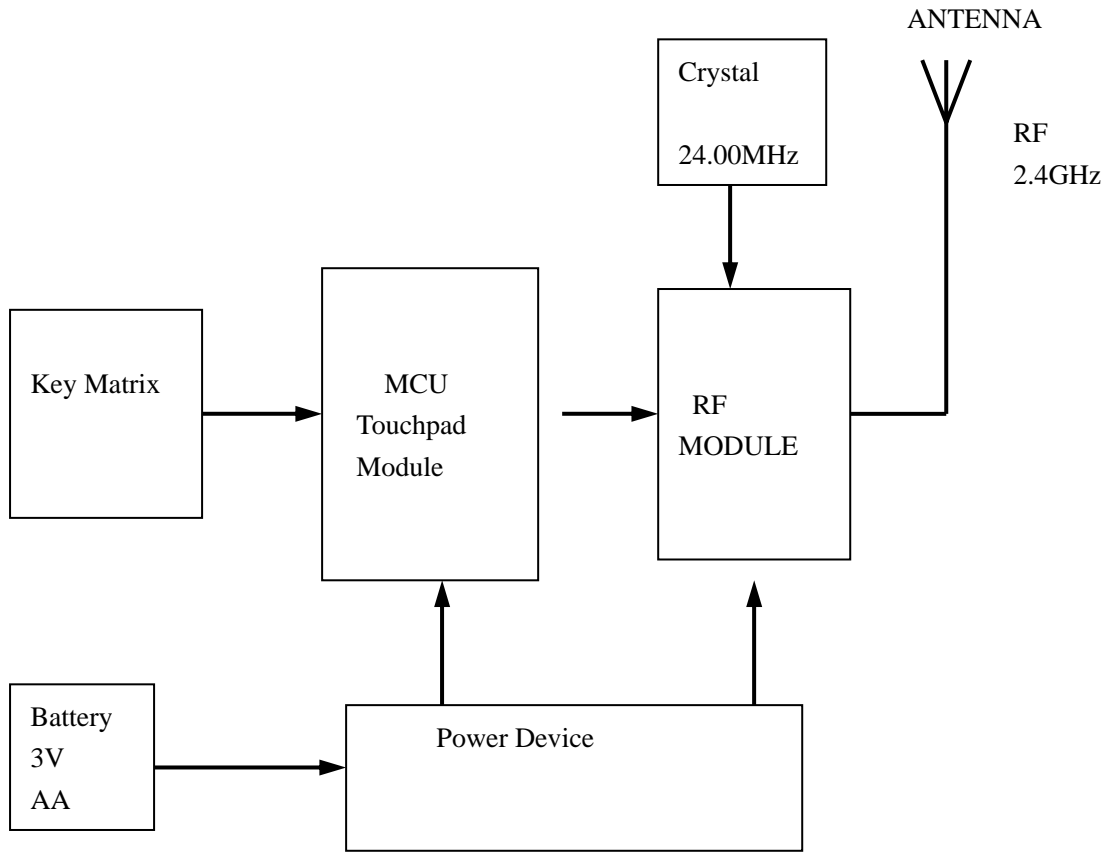 ANTENNA
Crystal
24.00MHz
RF
2.4GHz
Key Matrix
MCU
Touchpad
Module
RF
MODULE
Battery
3V
AA
Power Device